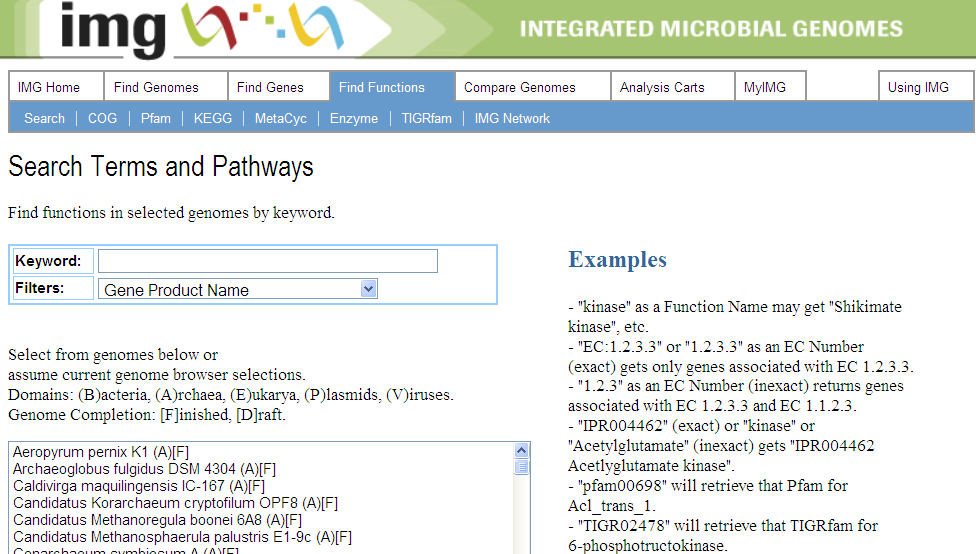 img
INTEGRATED MICROBIAL GENOMES
IMG Home
Find Genomes
Find Genes
Find Functions
Compare Genomes
Analysis Carts
MyIMG
Using IMG
Search | COG | Pfam | KEGG | MetaCyc | Enzyme | TIGRfam | IMG Network
Search Terms and Pathways
Find functions in selected genomes by keyword.
Keyword:
Filters: Gene Product Name
Select from genomes below or
assume current genome browser selections.
Domains: (B)acteria, (A)rchaea, (E)ukarya, (P)lasmids, (V)iruses.
Genome Completion: [F]inished, [D]raft.
Aeropyrum pernix K1 (A)[F]
Archaeoglobus fulgidus DSM 4304 (A)[F]
Caldivirga maquilingensis IC-167 (A)[F]
Candidatus Korarchaeum cryptofilum OPF8 (A)[F]
Candidatus Methanoregula boonei 6A8 (A)[F]
Candidatus Methanosphaerula palustris E1-9c (A)[F]
Cenarchaeum symbiosum A (A)[F]
Examples
- "kinase" as a Function Name may get "Shikimate
kinase", etc.
- "EC:1.2.3.3" or "1.2.3.3" as an EC Number
(exact) gets only genes associated with EC 1.2.3.3.
- "1.2.3" as an EC Number (inexact) returns genes
associated with EC 1.2.3.3 and EC 1.1.2.3.
- "IPR004462" (exact) or "kinase" or
"Acetylglutamate" (inexact) gets "IPR004462
Acetlyglutamate kinase".
- "pfam00698" will retrieve that Pfam for
Acl_trans_1.
- "TIGR02478" will retrieve that TIGRfam for
6-phosphotructokinase.